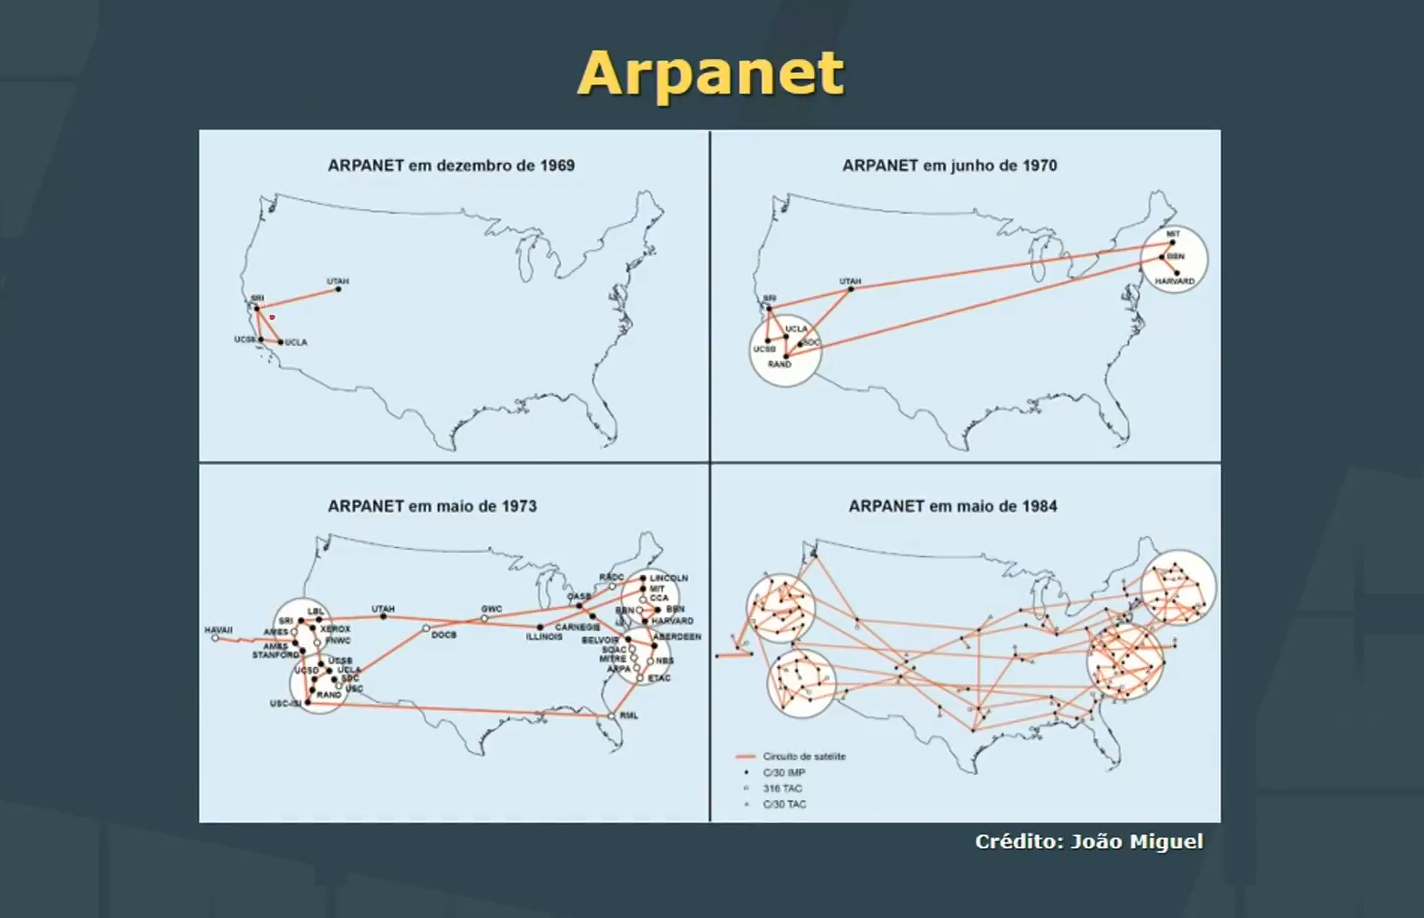 Arpanet
ARPANET em dezembro de 1969
UTAH
SRI
UCSB
UCLA
ARPANET em junho de 1970
MIT
BBN
HARVARD
UTAH
SRI
UCLA
UCSB
SDC
RAND
ARPANET em maio de 1973
RADC
LINCOLN
MIT
CASB
CCA
LBL
UTAH
GWC
BBN
BBN
SRI
HARVARD
HAVAII
AMES
XEROX
DOCB
ILLINOIS
CARNEGIE
ABERDEEN
AMES
FNWC
BELVOIR
STANFORD
SDAC
MITRE
NBS
UCSB
UCSD
UCLA
ARPA
SDC
ETAC
USC
RAND
USC-ISI
RML
ARPANET em maio de 1984
Circuito de satélite
C/30 IMP
316 TAC
C/30 TAC
Crédito: João Miguel